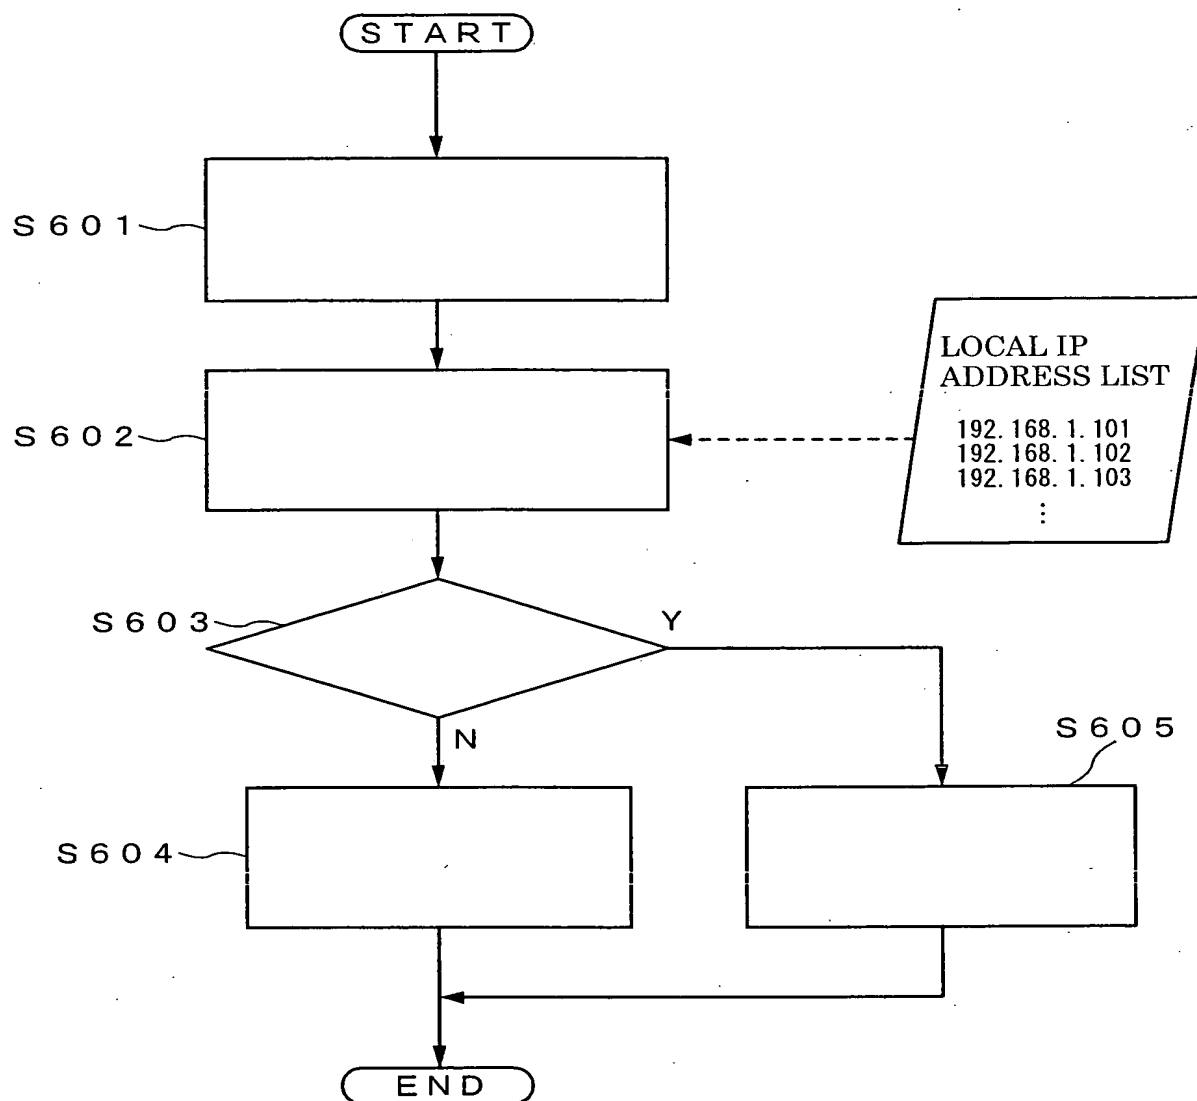 START
S601
LOCAL IP
ADDRESS LIST
S602
192.168.1.101
192.168.1.102
192.168.1.103
⋮
S603
Y
N
S605
S604
END